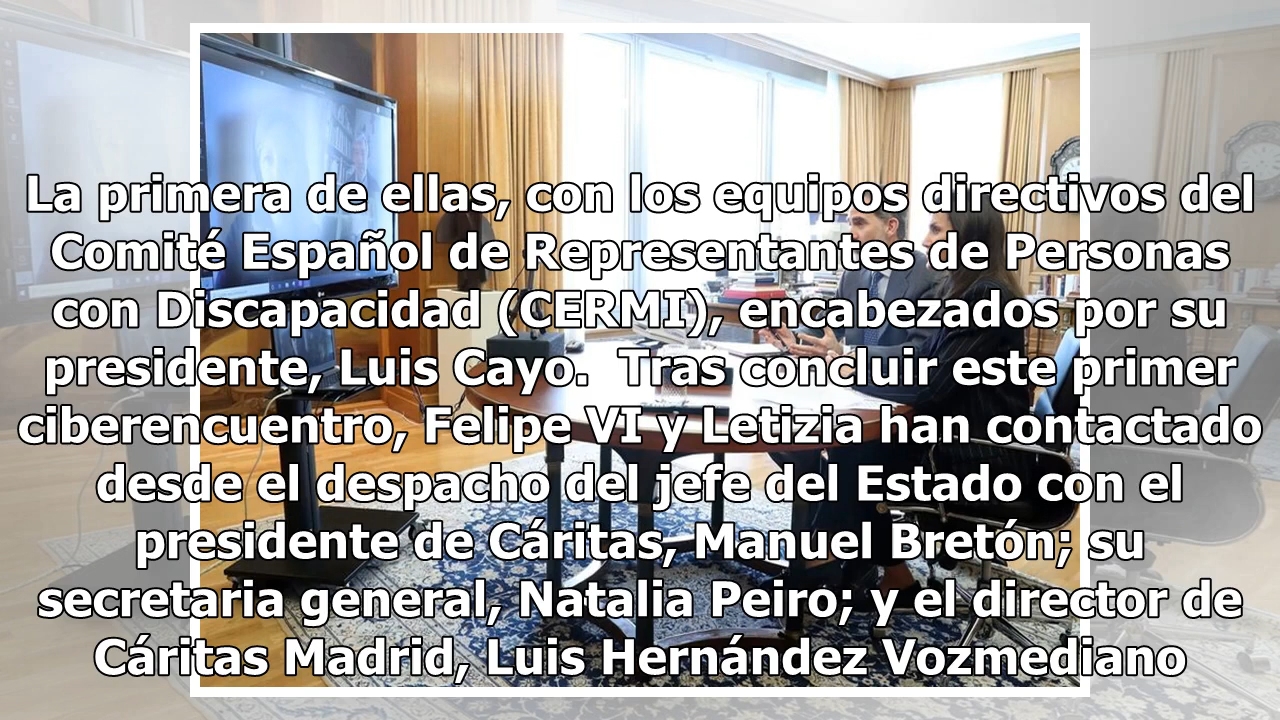 La primera de ellas, con los equipos directivos del
Comité Español de Representantes de Personas
con Discapacidad (CERMI), encabezados por su
presidente, Luis Cayo.  Tras concluir este primer
ciberencuentro, Felipe VI y Letizia han contactado
desde el despacho del jefe del Estado con el
presidente de Cáritas, Manuel Bretón; su
secretaria general, Natalia Peiro; y el director de
Cáritas Madrid, Luis Hernández Vozmediano